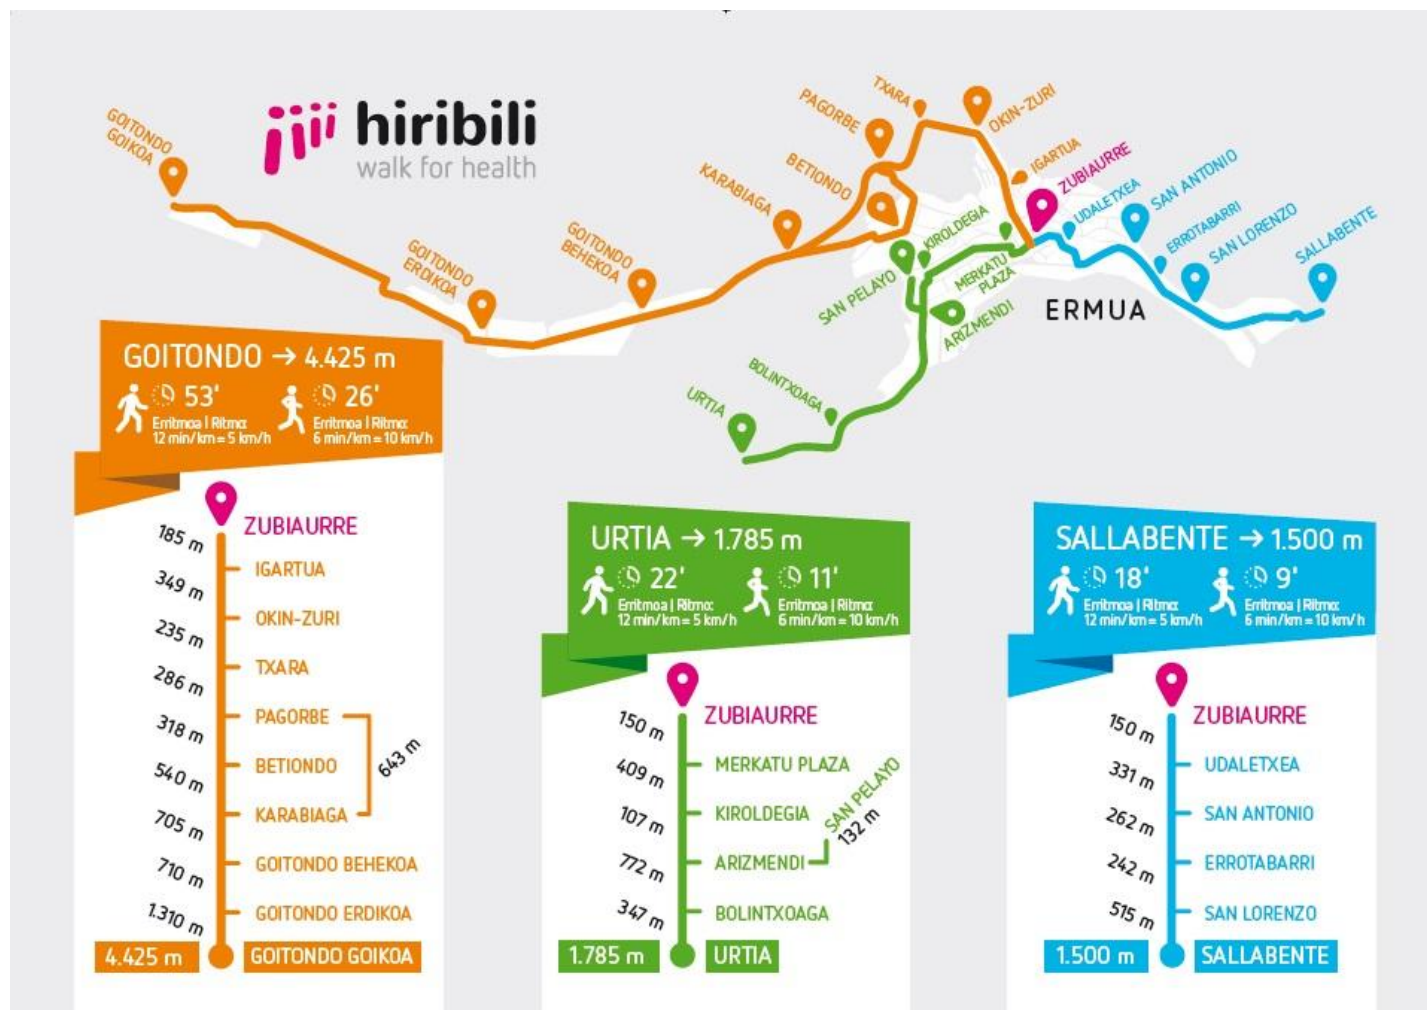 hiribili
walk for health
GOITONDO
GOIKOA
GOITONDO
ERDIKOA
GOITONDO
BEHEKOA
KARABIAGA
BETIONDO
PAGORBE
TXARA
OKIN-ZURI
IGARTUA
ZUBIAURRE
UDALETXEA
SAN ANTONIO
ERROTABARRI
SAN LORENZO
SALLABENTE
KIROLDEGIA
MERKATU
PLAZA
SAN PELAYO
ARIZMENDI
ERMUA
BOLINTXOAGA
URTIA
GOITONDO → 4.425 m
53'
Erritmoa | Ritmo:
12 min/km = 5 km/h
26'
Erritmoa | Ritmo:
6 min/km = 10 km/h
ZUBIAURRE
185 m
IGARTUA
349 m
OKIN-ZURI
235 m
TXARA
286 m
PAGORBE
318 m
643 m
BETIONDO
540 m
KARABIAGA
705 m
GOITONDO BEHEKOA
710 m
GOITONDO ERDIKOA
1.310 m
4.425 m
GOITONDO GOIKOA
URTIA → 1.785 m
22'
Erritmoa | Ritmo:
12 min/km = 5 km/h
11'
Erritmoa | Ritmo:
6 min/km = 10 km/h
ZUBIAURRE
150 m
MERKATU PLAZA
409 m
KIROLDEGIA
107 m
SAN PELAYO
132 m
ARIZMENDI
772 m
BOLINTXOAGA
347 m
1.785 m
URTIA
SALLABENTE → 1.500 m
18'
Erritmoa | Ritmo:
12 min/km = 5 km/h
9'
Erritmoa | Ritmo:
6 min/km = 10 km/h
ZUBIAURRE
150 m
UDALETXEA
331 m
SAN ANTONIO
262 m
ERROTABARRI
242 m
SAN LORENZO
515 m
1.500 m
SALLABENTE